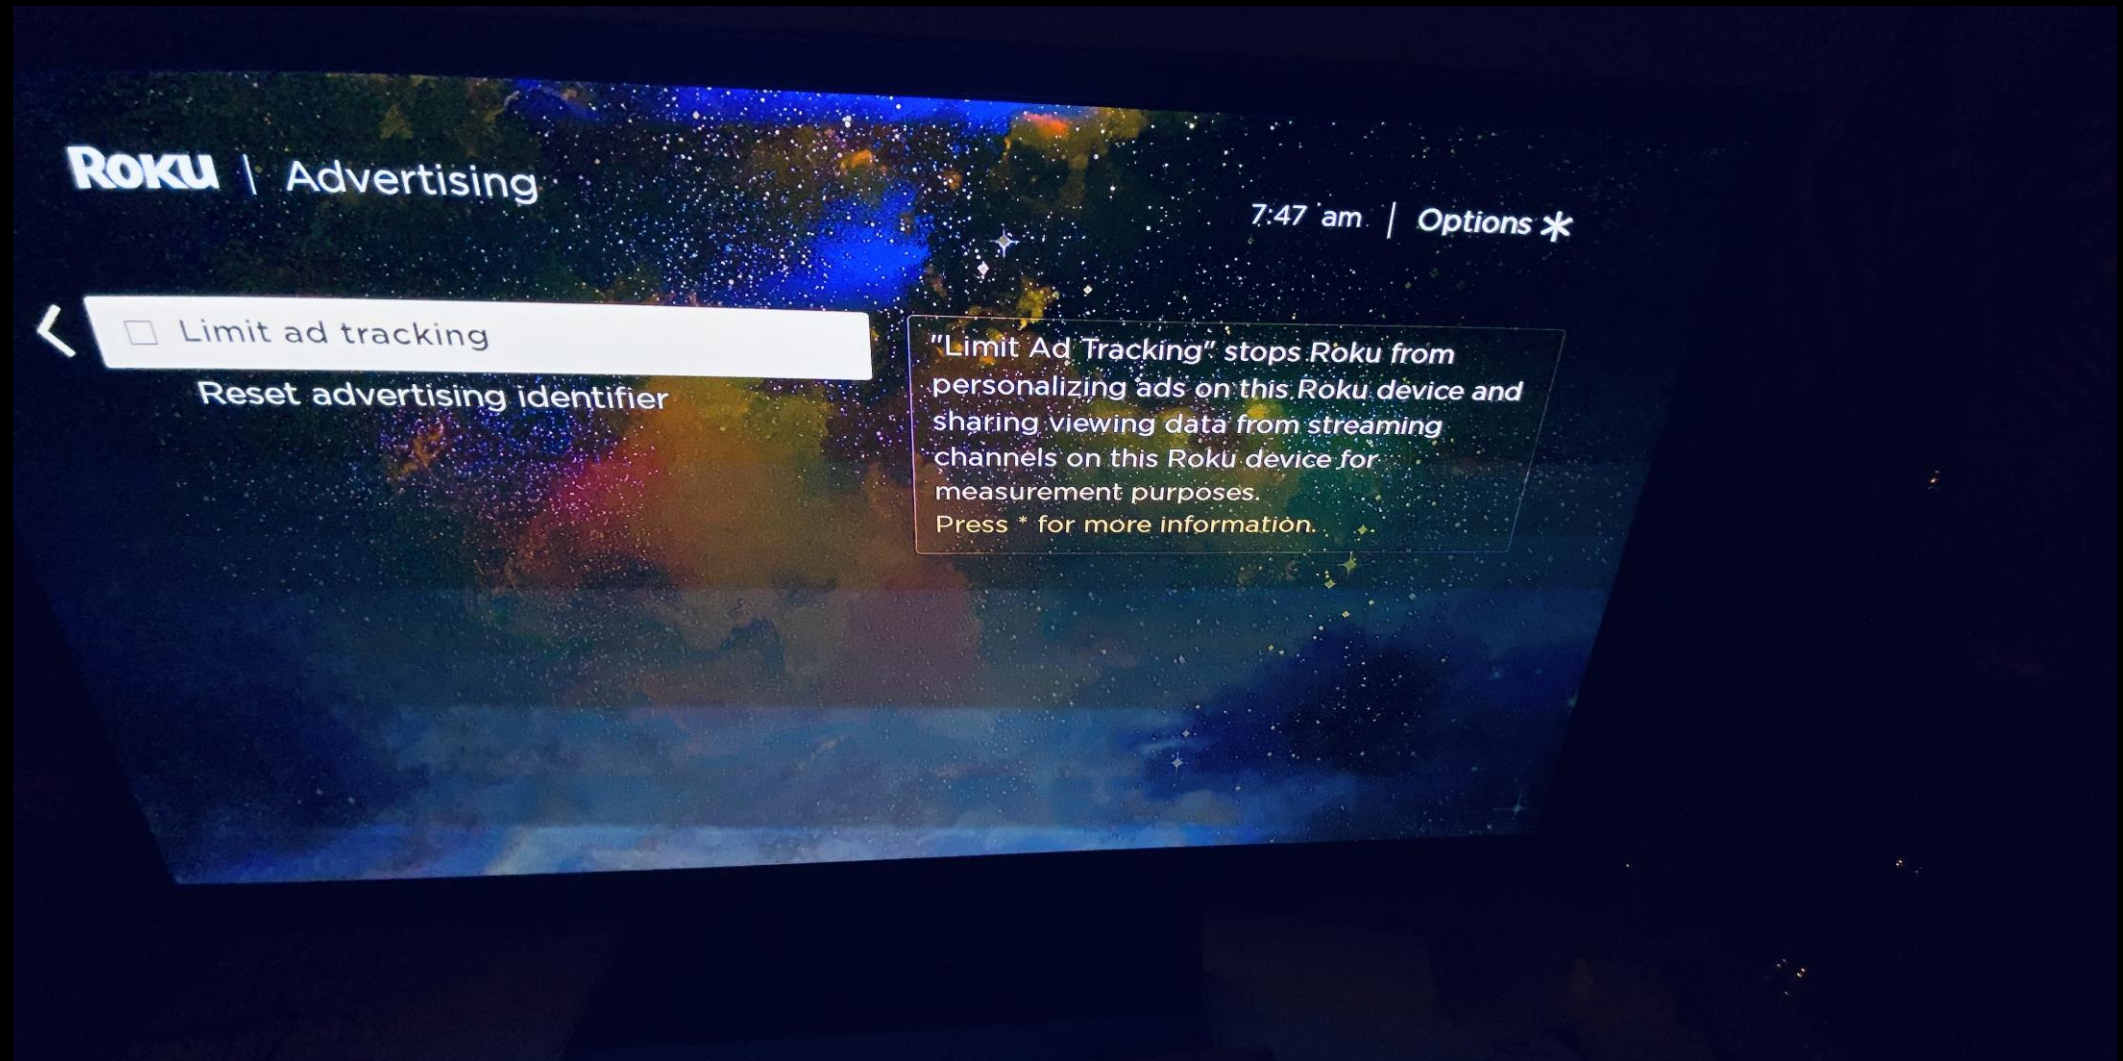 Roku | Advertising
7:47 am | Options *
Limit ad tracking
Reset advertising identifier
"Limit Ad Tracking" stops Roku from
personalizing ads on this Roku device and
sharing viewing data from streaming
channels on this Roku device for
measurement purposes.
Press * for more information.